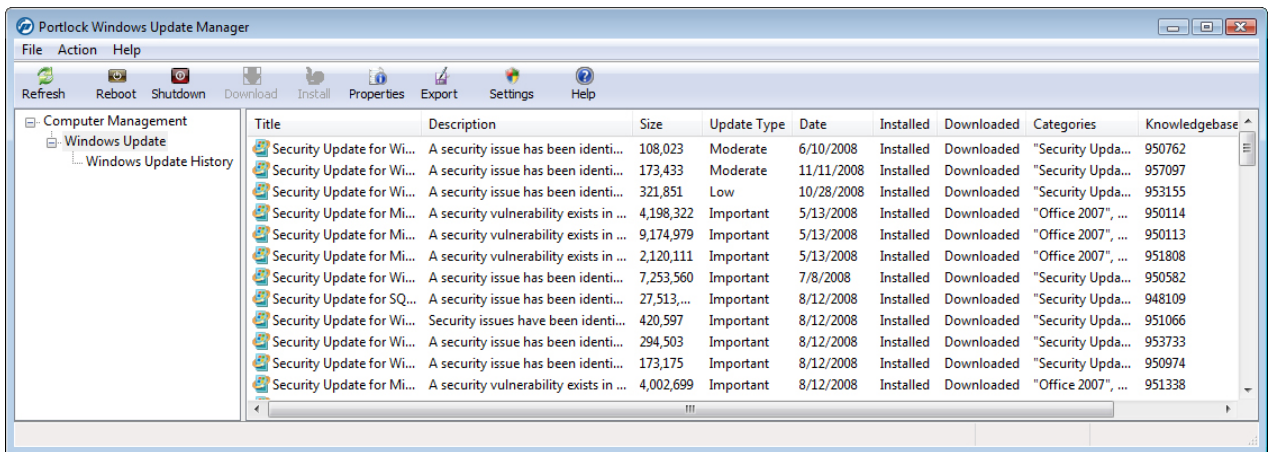 Portlock Windows Update Manager
File Action Help
Refresh Reboot Shutdown Download Install Properties Export Settings Help
Computer Management
Windows Update
Windows Update History
Title Description Size Update Type Date Installed Downloaded Categories Knowledgebase
Security Update for Wi... A security issue has been identi... 108,023 Moderate 6/10/2008 Installed Downloaded "Security Upda... 950762
Security Update for Wi... A security issue has been identi... 173,433 Moderate 11/11/2008 Installed Downloaded "Security Upda... 957097
Security Update for Wi... A security issue has been identi... 321,851 Low 10/28/2008 Installed Downloaded "Security Upda... 953155
Security Update for Mi... A security vulnerability exists in ... 4,198,322 Important 5/13/2008 Installed Downloaded "Office 2007", ... 950114
Security Update for Mi... A security vulnerability exists in ... 9,174,979 Important 5/13/2008 Installed Downloaded "Office 2007", ... 950113
Security Update for Mi... A security vulnerability exists in ... 2,120,111 Important 5/13/2008 Installed Downloaded "Office 2007", ... 951808
Security Update for Wi... A security issue has been identi... 7,253,560 Important 7/8/2008 Installed Downloaded "Security Upda... 950582
Security Update for SQ... A security issue has been identi... 27,513,... Important 8/12/2008 Installed Downloaded "Security Upda... 948109
Security Update for Wi... Security issues have been identi... 420,597 Important 8/12/2008 Installed Downloaded "Security Upda... 951066
Security Update for Wi... A security issue has been identi... 294,503 Important 8/12/2008 Installed Downloaded "Security Upda... 953733
Security Update for Wi... A security issue has been identi... 173,175 Important 8/12/2008 Installed Downloaded "Security Upda... 950974
Security Update for Mi... A security vulnerability exists in ... 4,002,699 Important 8/12/2008 Installed Downloaded "Office 2007", ... 951338